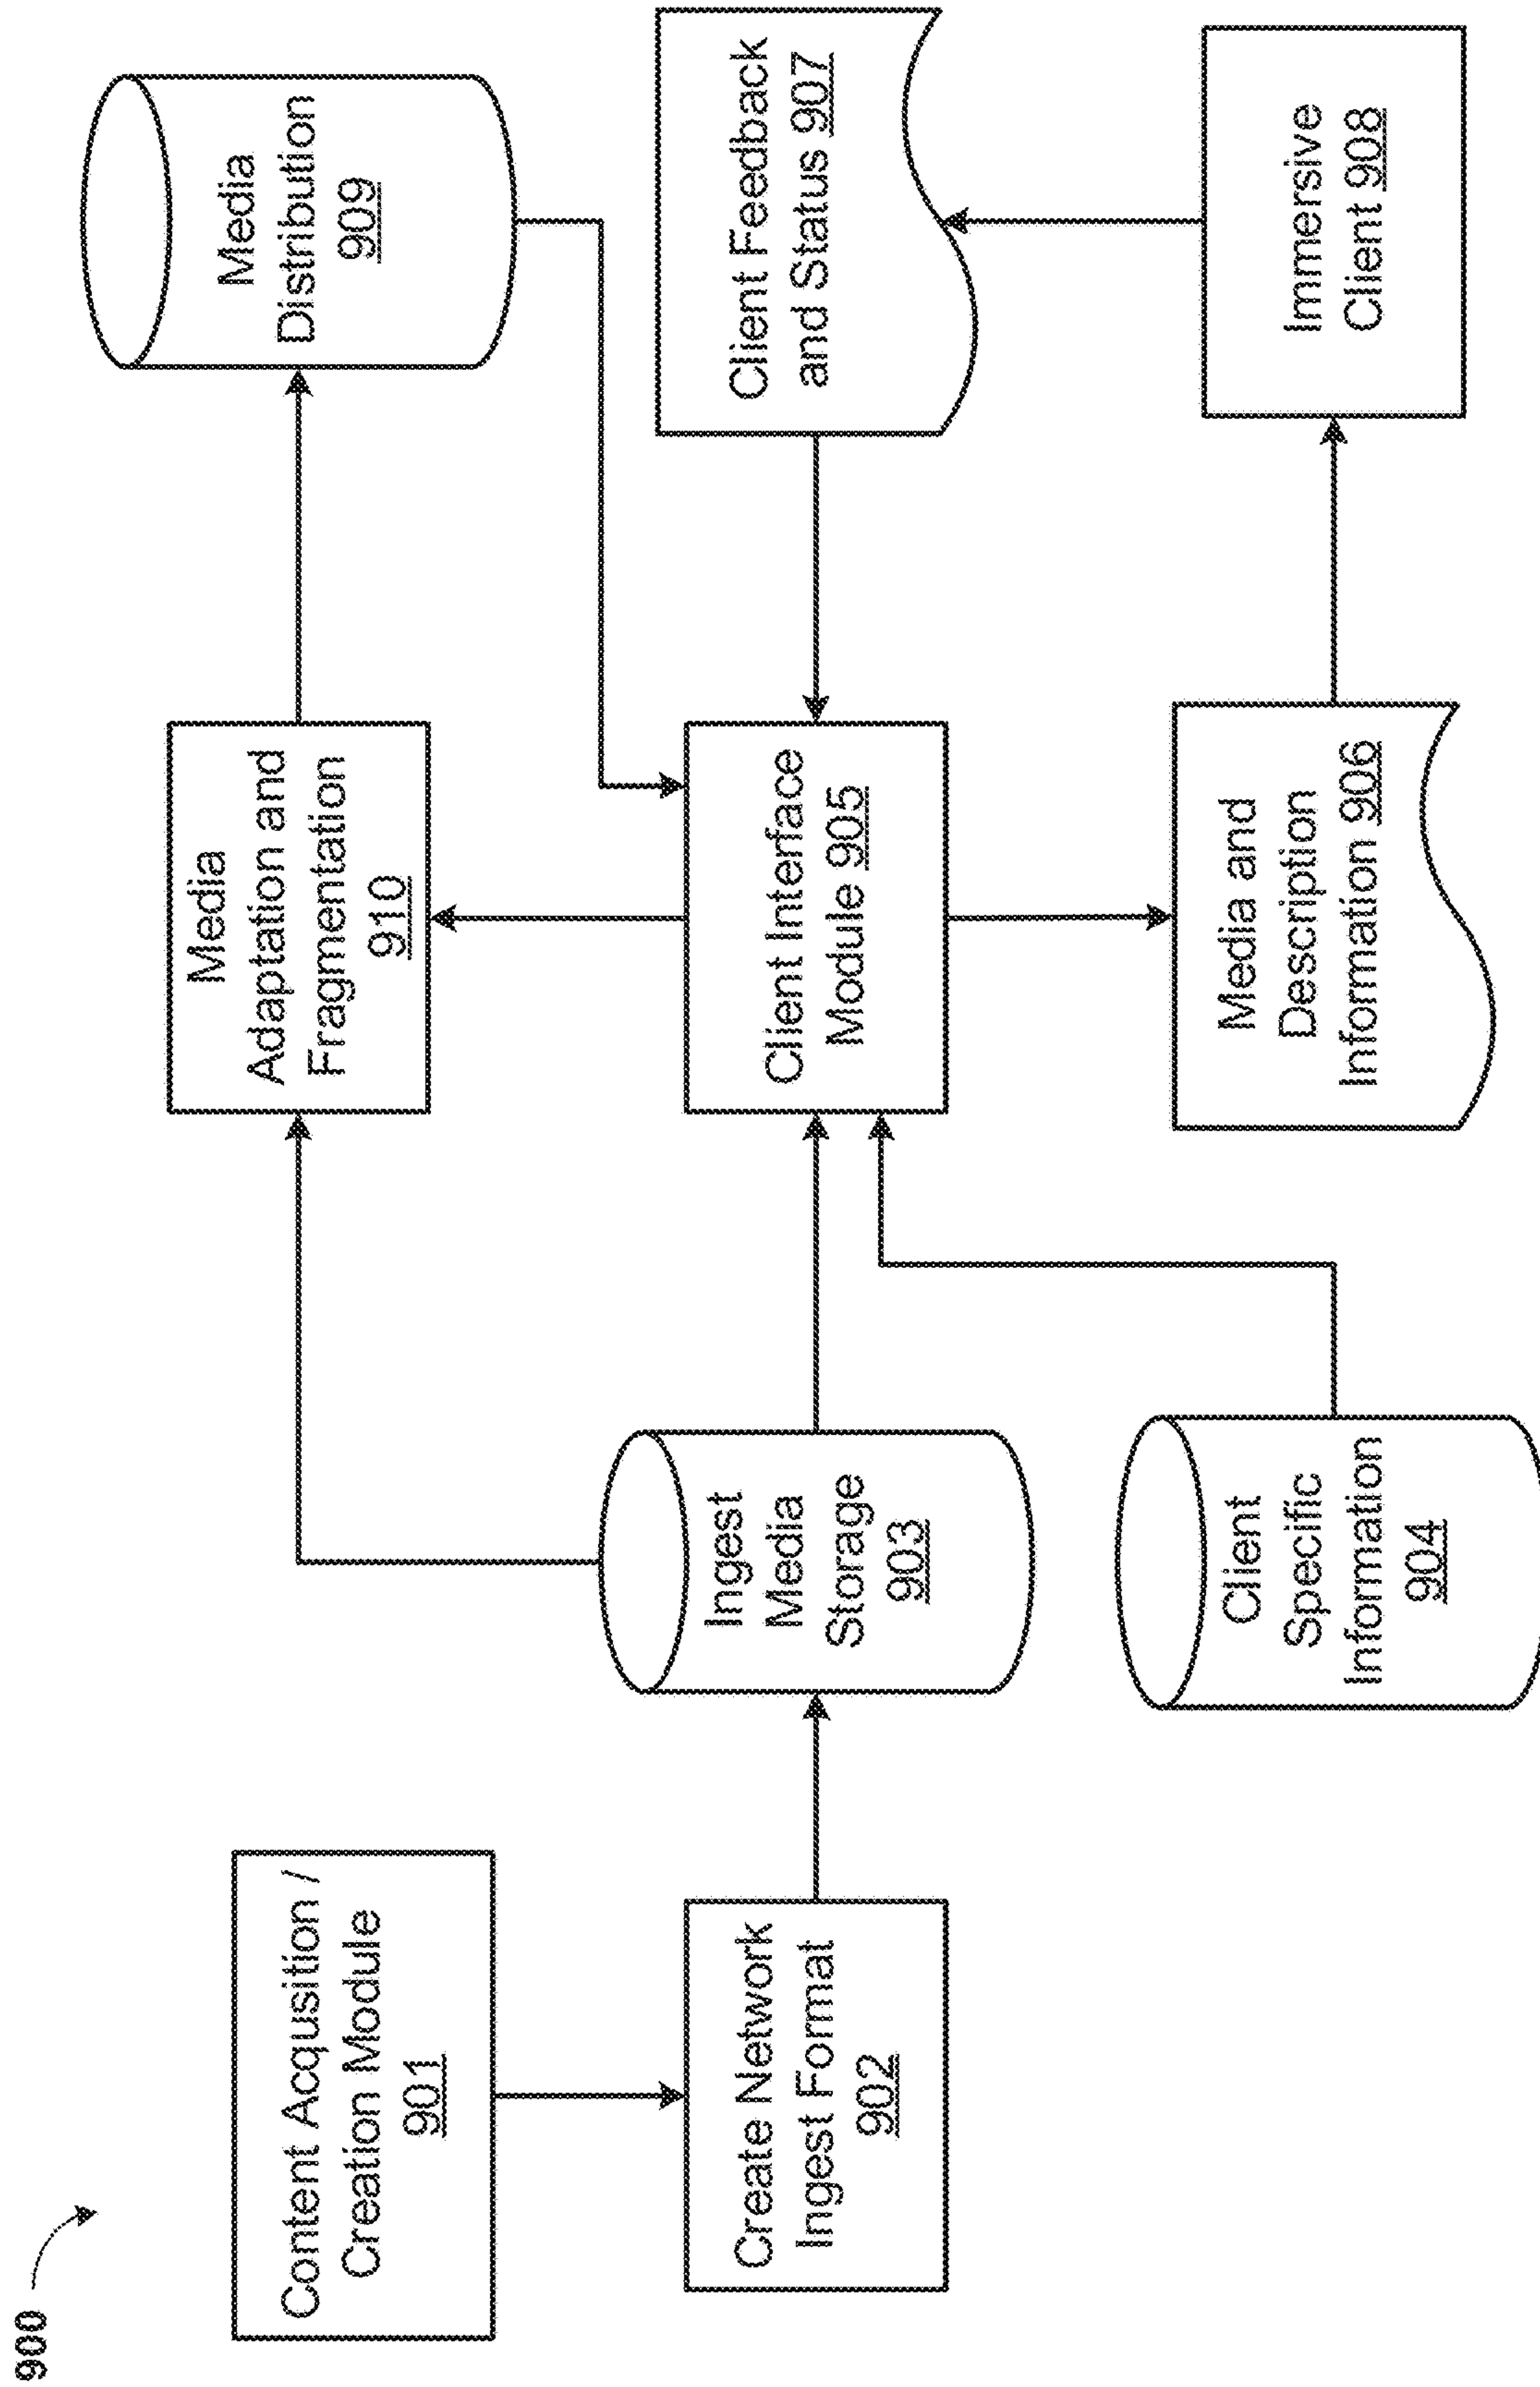 900
Content Acqusition /
Creation Module
901
Create Network
Ingest Format
902
Ingest
Media
Storage
903
Client
Specific
Information
904
Media
Adaptation and
Fragmentation
910
Client Interface
Module 905
Media and
Description
Information 906
Media
Distribution
909
Client Feedback
and Status 907
Immersive
Client 908